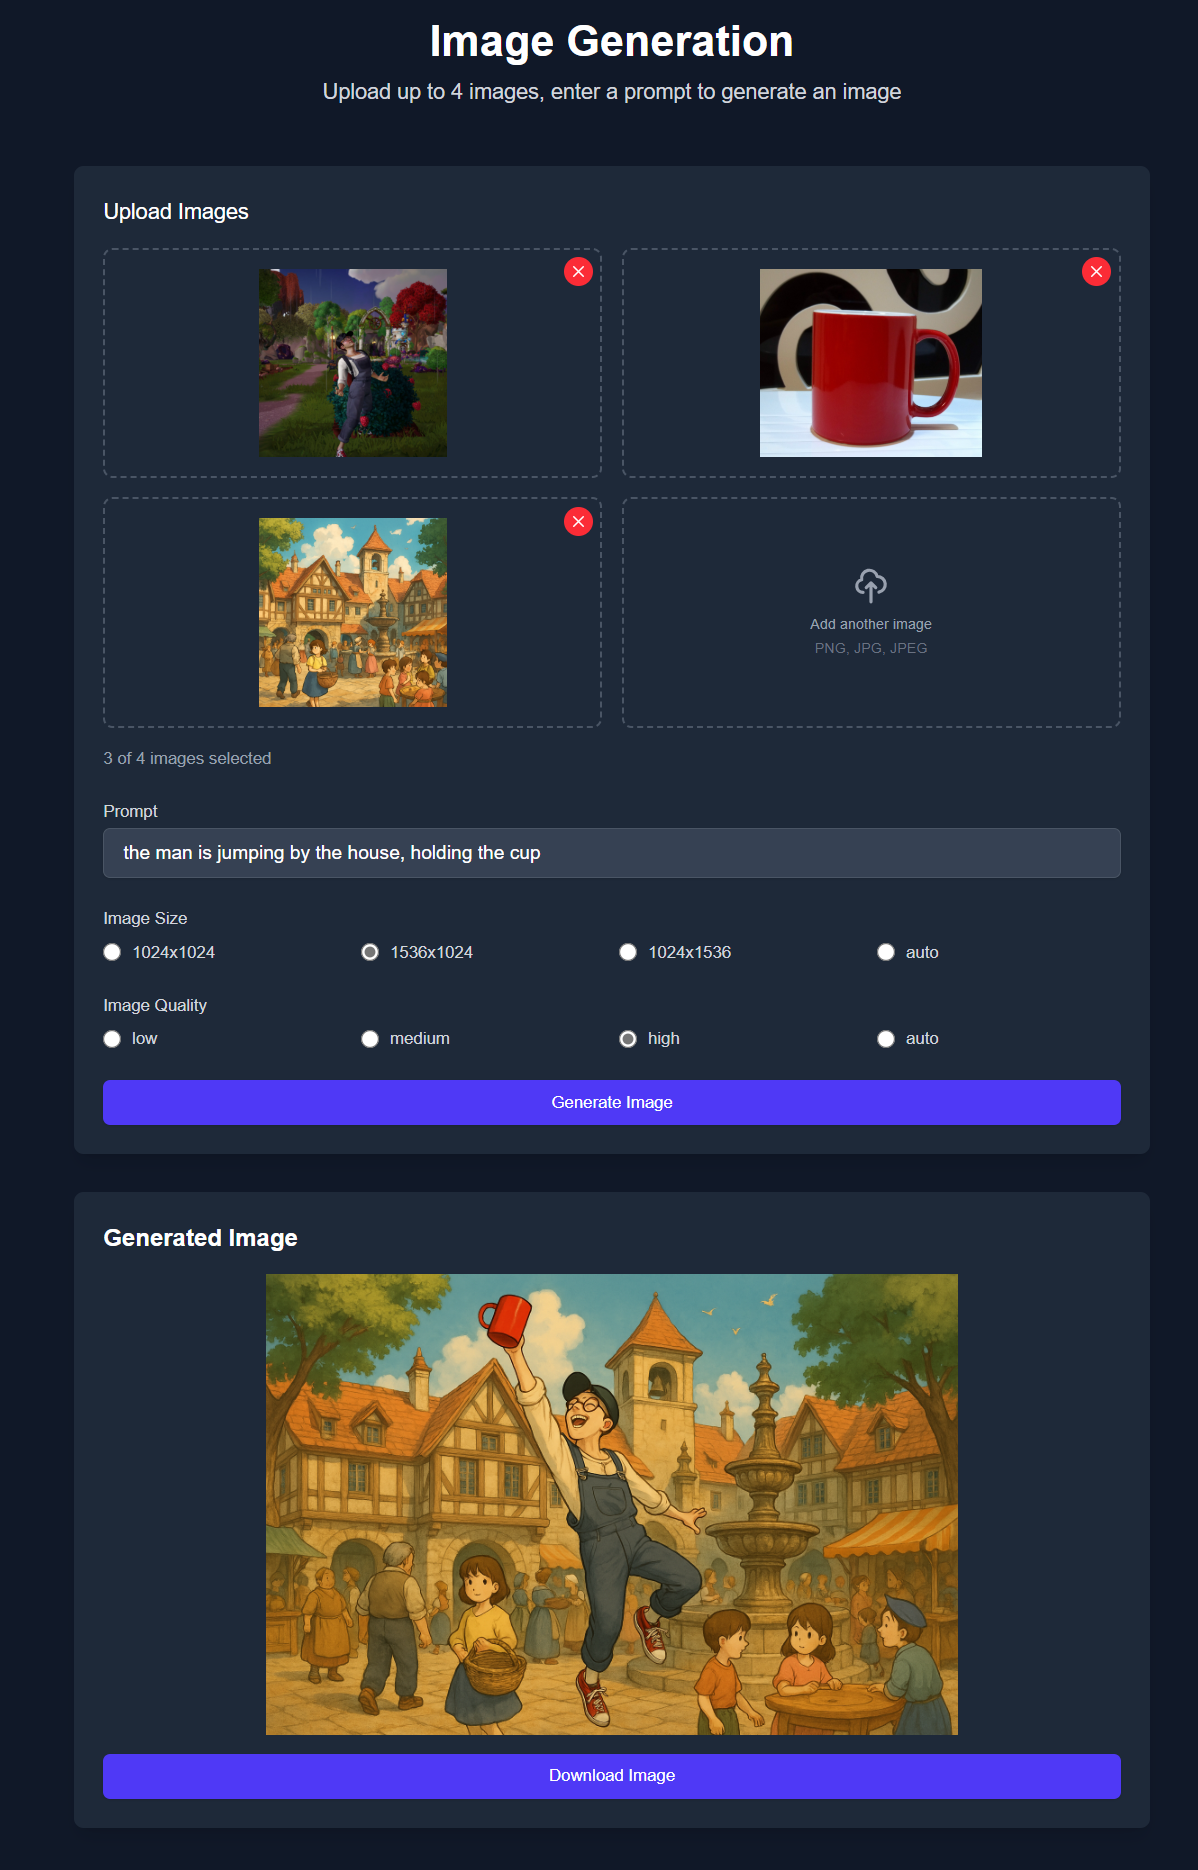 Image Generation
Upload up to 4 images, enter a prompt to generate an image
Upload Images
Add another image
PNG, JPG, JPEG
3 of 4 images selected
Prompt
the man is jumping by the house, holding the cup
Image Size
1024x1024
1536x1024
1024x1536
auto
Image Quality
low
medium
high
auto
Generate Image
Generated Image
Download Image